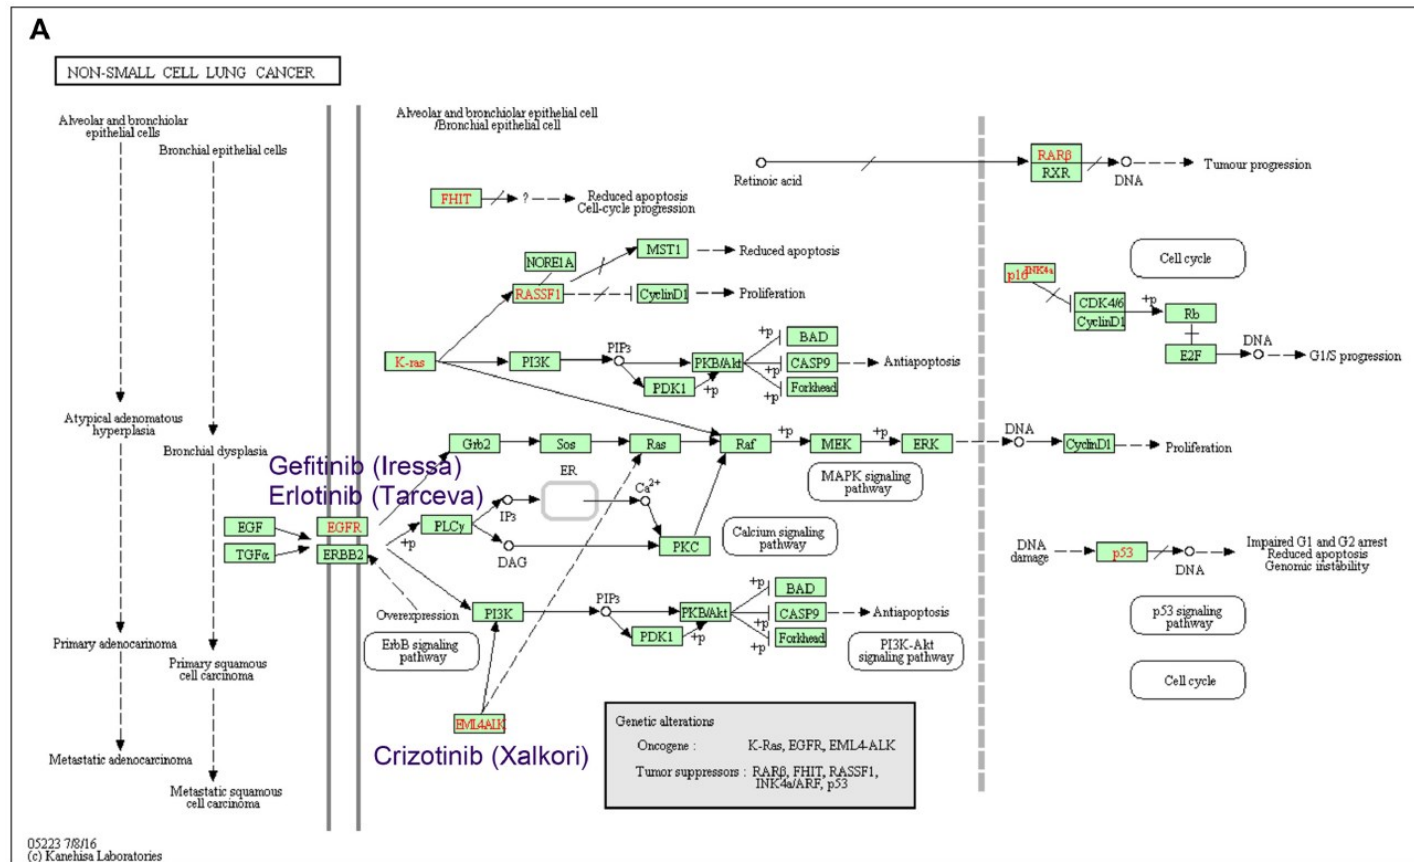 A
NON-SMALL CELL LUNG CANCER
Alveolar and bronchiolar
epithelial cells
Bronchial epithelial cells
Atypical adenomatous
hyperplasia
Bronchial dysplasia
Primary adenocarinoma
Primary squamous
cell carcinoma
Metastatic adenocarcinoma
Metastatic squamous
cell carcinoma
Alveolar and bronchiolar epithelial cell
/Bronchial epithelial cell
Retinoic acid
RARβ
RXR
DNA
Tumour progression
FHIT
?
Reduced apoptosis
Cell-cycle progression
NORE1A
MST1
Reduced apoptosis
RASSF1
CyclinD1
Proliferation
Cell cycle
p16INK4a
CDK4/6
CyclinD1
+p
Rb
E2F
DNA
G1/S progression
K-ras
PI3K
PIP3
PDK1
+p
PKB/Akt
+p
BAD
+p
CASP9
+p
Forkhead
Antiapoptosis
Grb2
Sos
Ras
Raf
+p
MEK
+p
ERK
DNA
CyclinD1
Proliferation
MAPK signaling
pathway
Gefitinib (Iressa)
Erlotinib (Tarceva)
EGF
TGFα
EGFR
ERBB2
+p
PLCγ
IP3
DAG
ER
Ca2+
PKC
Calcium signaling
pathway
DNA
damage
p53
DNA
Impaired G1 and G2 arrest
Reduced apoptosis
Genomic instability
Overexpression
ErbB signaling
pathway
PI3K
PIP3
PDK1
+p
PKB/Akt
+p
BAD
+p
CASP9
+p
Forkhead
Antiapoptosis
PI3K-Akt
signaling pathway
p53 signaling
pathway
Cell cycle
EML4ALK
Crizotinib (Xalkori)
Genetic alterations
Oncogene : K-Ras, EGFR, EML4-ALK
Tumor suppressors : RARβ, FHIT, RASSF1,
INK4a/ARF, p53
05223 7/8/16
(c) Kanehisa Laboratories